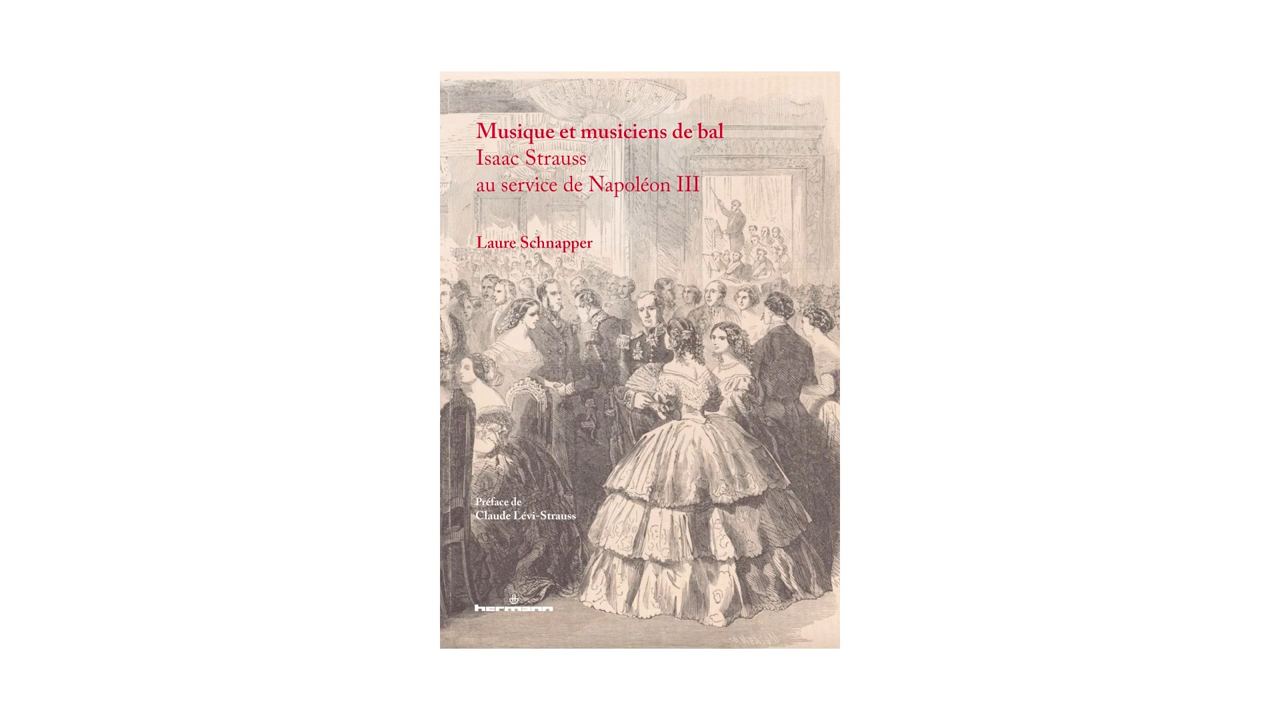 Musique et musiciens de bal
Isaac Strauss
au service de Napoléon III
Laure Schnapper
Préface de
Claude Lévi-Strauss
hermann